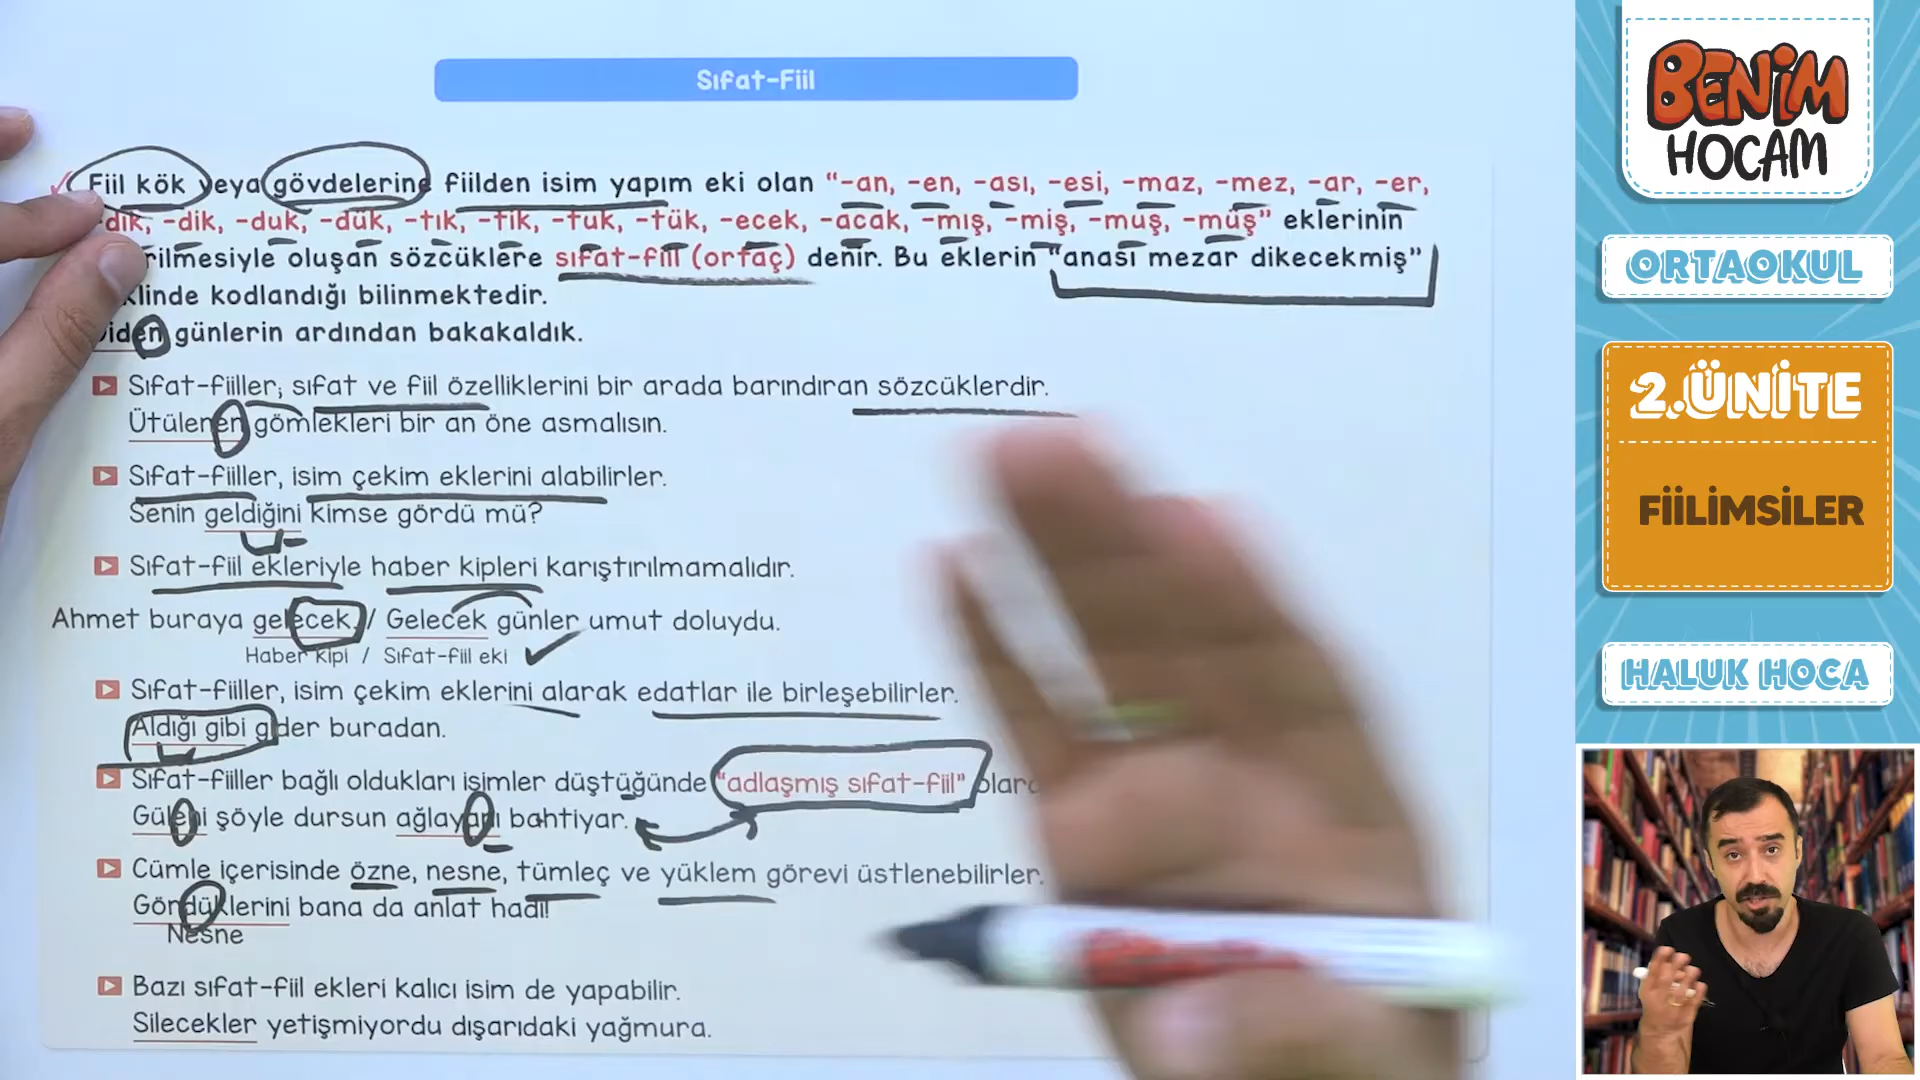 Sıfat-Fiil
Fiil kök veya gövdelerine fiilden isim yapım eki olan "-an, -en, -ası, -esi, -maz, -mez, -ar, -er,
-dık, -dik, -duk, -dük, -tık, -tik, -tuk, -tük, -ecek, -acak, -mış, -miş, -muş, -müş" eklerinin
rilmesiyle oluşan sözcüklere sıfat-fiil (ortaç) denir. Bu eklerin "anası mezar dikecekmiş"
linde kodlandığı bilinmektedir.
iden günlerin ardından bakakaldık.
Sıfat-fiiller; sıfat ve fiil özelliklerini bir arada barındıran sözcüklerdir.
Ütülenen gömlekleri bir an öne asmalısın.
Sıfat-fiiller, isim çekim eklerini alabilirler.
Senin geldiğini kimse gördü mü?
Sıfat-fiil ekleriyle haber kipleri karıştırılmamalıdır.
Ahmet buraya gelecek. / Gelecek günler umut doluydu.
Haber kipi / Sıfat-fiil eki
Sıfat-fiiller, isim çekim eklerini alarak edatlar ile birleşebilirler.
Aldığı gibi gider buradan.
Sıfat-fiiller bağlı oldukları isimler düştüğünde "adlaşmış sıfat-fiil" olara
Güleni şöyle dursun ağlayanı bahtiyar.
Cümle içerisinde özne, nesne, tümleç ve yüklem görevi üstlenebilirler.
Gördüklerini bana da anlat hadi!
Nesne
Bazı sıfat-fiil ekleri kalıcı isim de yapabilir.
Silecekler yetişmiyordu dışarıdaki yağmura.
BENİM
HOCAM
ORTAOKUL
2.ÜNİTE
FİİLİMSİLER
HALUK HOCA